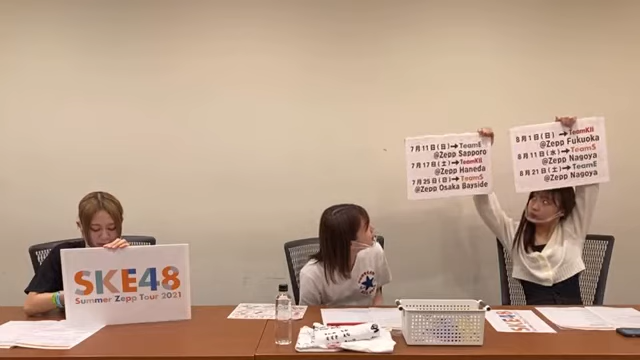 SKE48
Summer Zepp Tour 2021
7月11日(日)→TeamE
@Zepp Sapporo
7月17日(土)→TeamKII
@Zepp Haneda
7月25日(日)→TeamS
@Zepp Osaka Bayside
8月1日(日)→TeamKII
@Zepp Fukuoka
8月11日(水)→TeamS
@Zepp Nagoya
8月21日(土)→TeamE
@Zepp Nagoya
SKE48